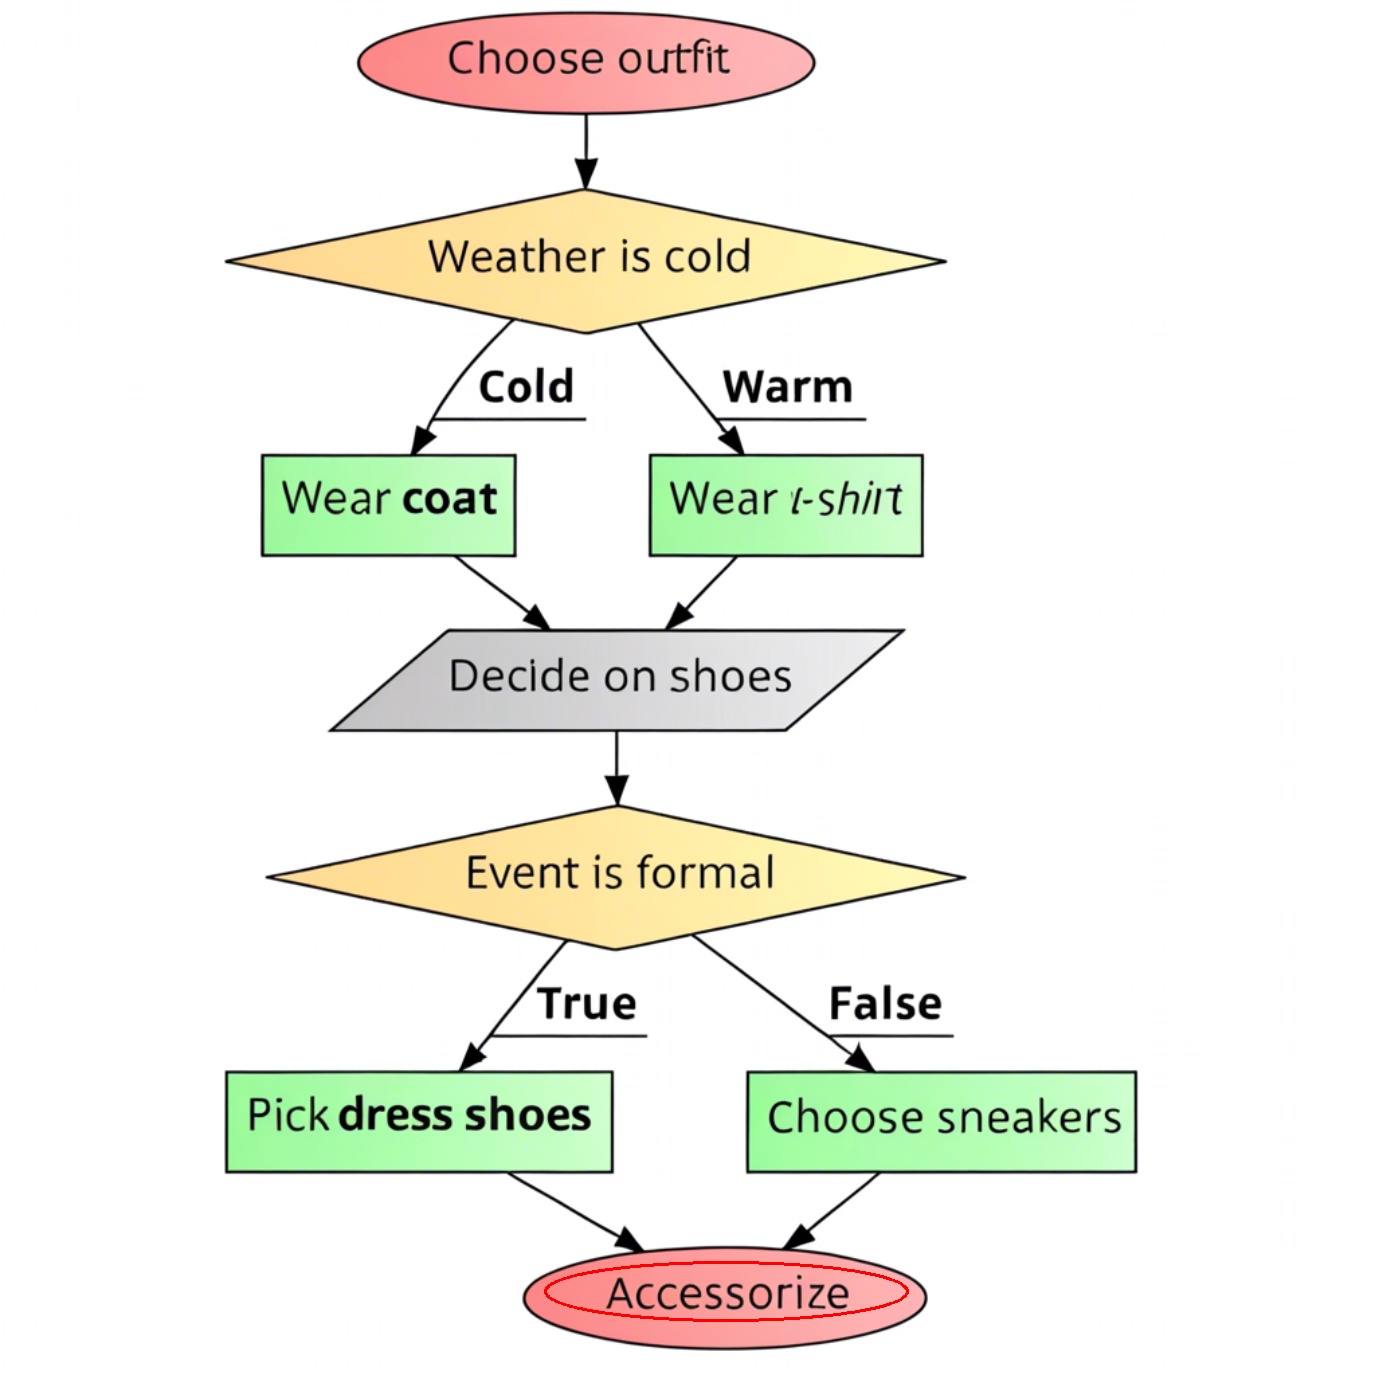 Choose outfit
Weather is cold
Cold
Warm
Wear coat
Wear t-shirt
Decide on shoes
Event is formal
True
False
Pick dress shoes
Choose sneakers
Accessorize